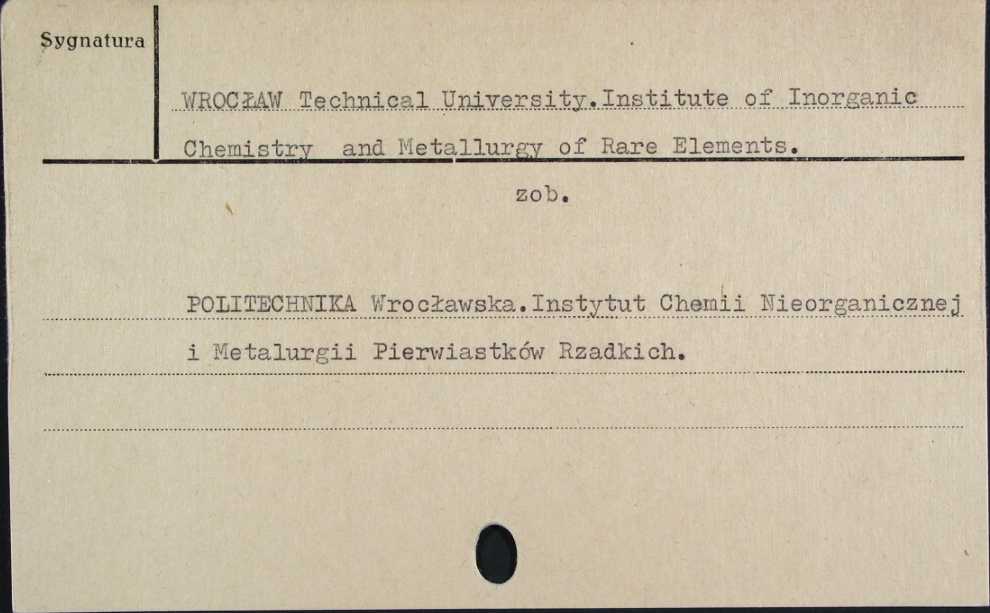 Sygnatura
WROCŁAW Technical University.Institute of Inorganic
Chemistry and Metallurgy of Rare Elements.
zob.
POLITECHNIKA Wrocławska.Instytut Chemii Nieorganicznej
i Metalurgii Pierwiastków Rzadkich.